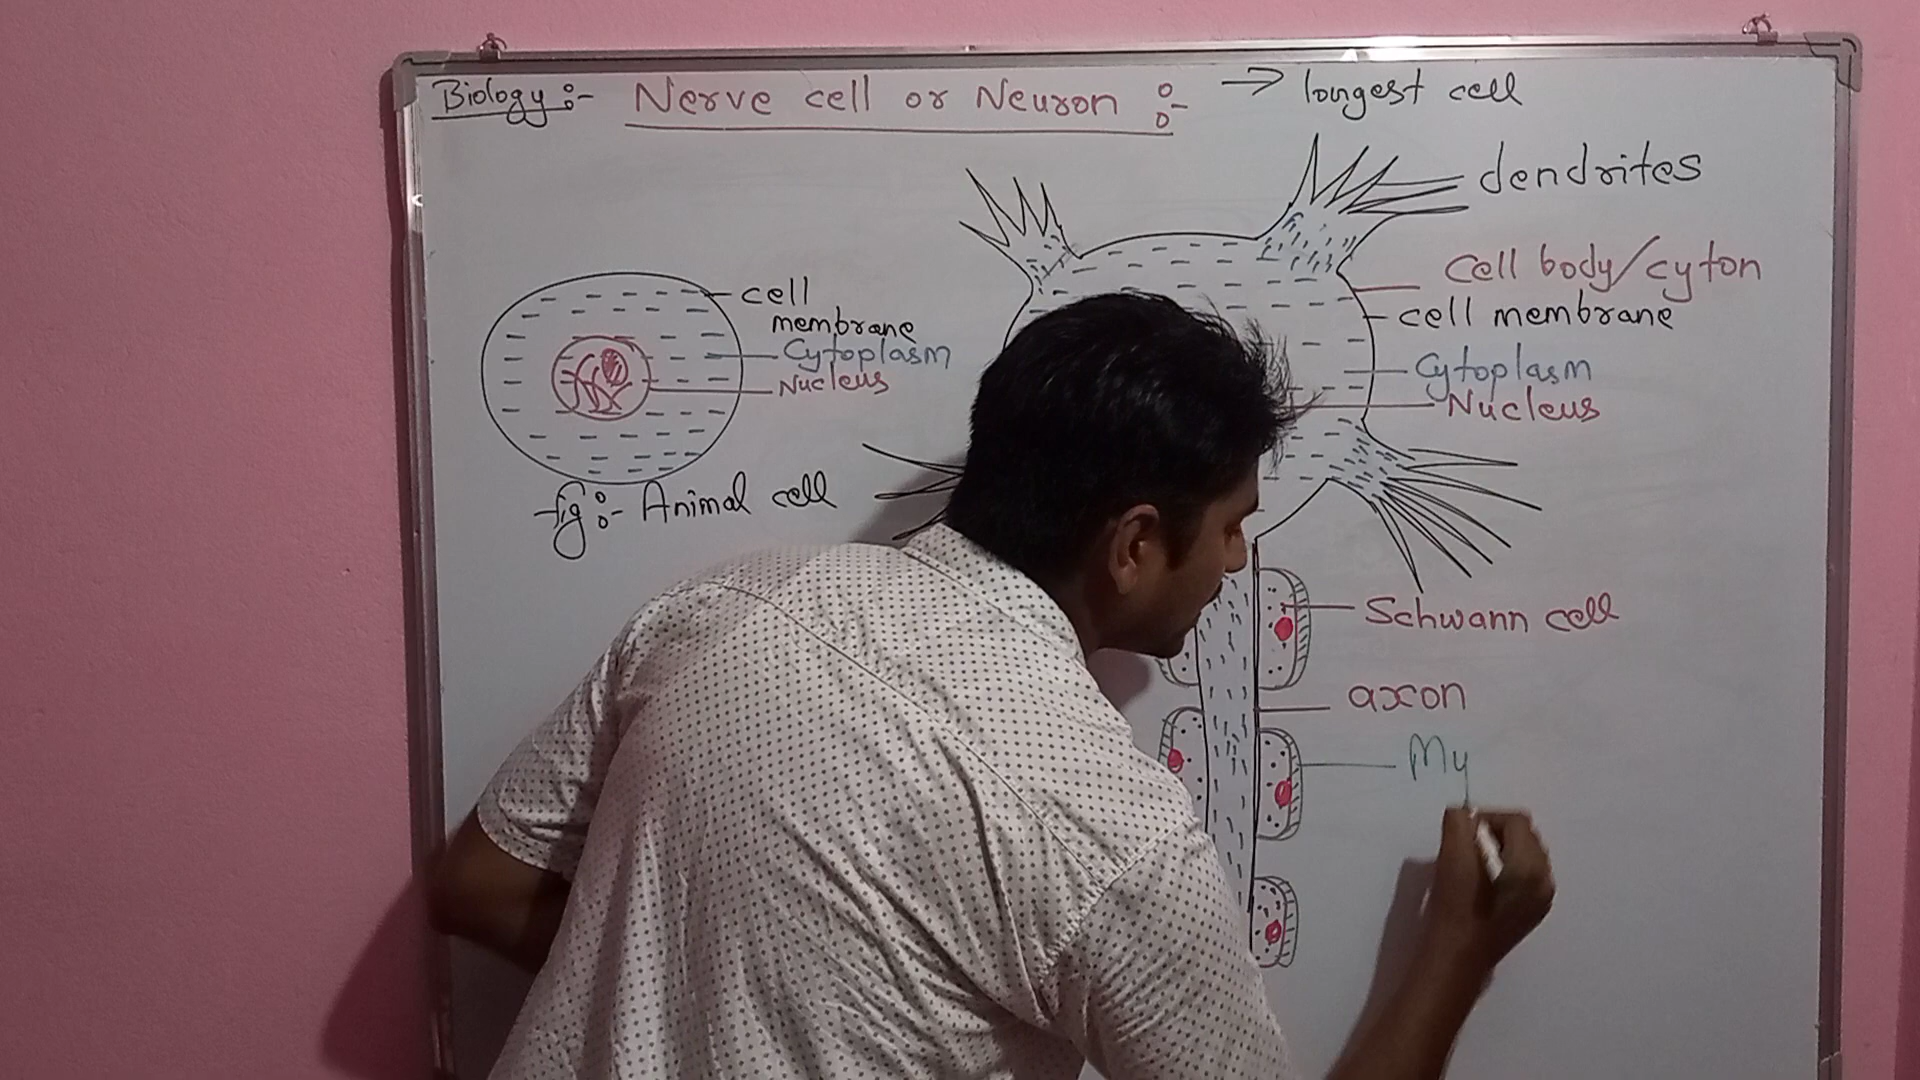 Biology :- Nerve cell or Neuron :- → longest cell
dendrites
Cell body/cyton
cell membrane
Cytoplasm
Nucleus
cell
membrane
Cytoplasm
Nucleus
fig :- Animal cell
Schwann cell
axon
My